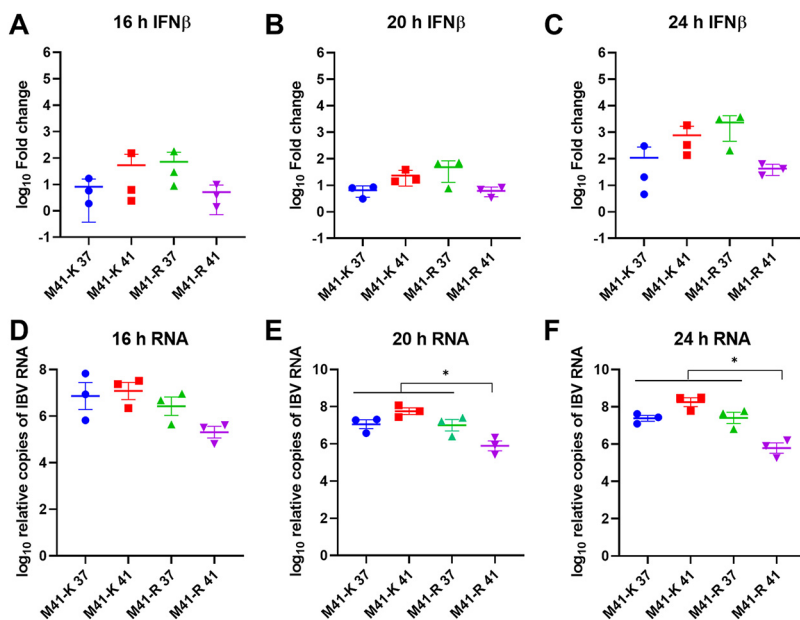 A
16 h IFNβ
log10 Fold change
6
5
4
3
2
1
0
-1
M41-K 37
M41-K 41
M41-R 37
M41-R 41
B
20 h IFNβ
log10 Fold change
6
5
4
3
2
1
0
-1
M41-K 37
M41-K 41
M41-R 37
M41-R 41
C
24 h IFNβ
log10 Fold change
6
5
4
3
2
1
0
-1
M41-K 37
M41-K 41
M41-R 37
M41-R 41
D
16 h RNA
log10 relative copies of IBV RNA
8
6
4
2
0
M41-K 37
M41-K 41
M41-R 37
M41-R 41
E
20 h RNA
log10 relative copies of IBV RNA
10
8
6
4
2
0
*
M41-K 37
M41-K 41
M41-R 37
M41-R 41
F
24 h RNA
log10 relative copies of IBV RNA
10
8
6
4
2
0
*
M41-K 37
M41-K 41
M41-R 37
M41-R 41